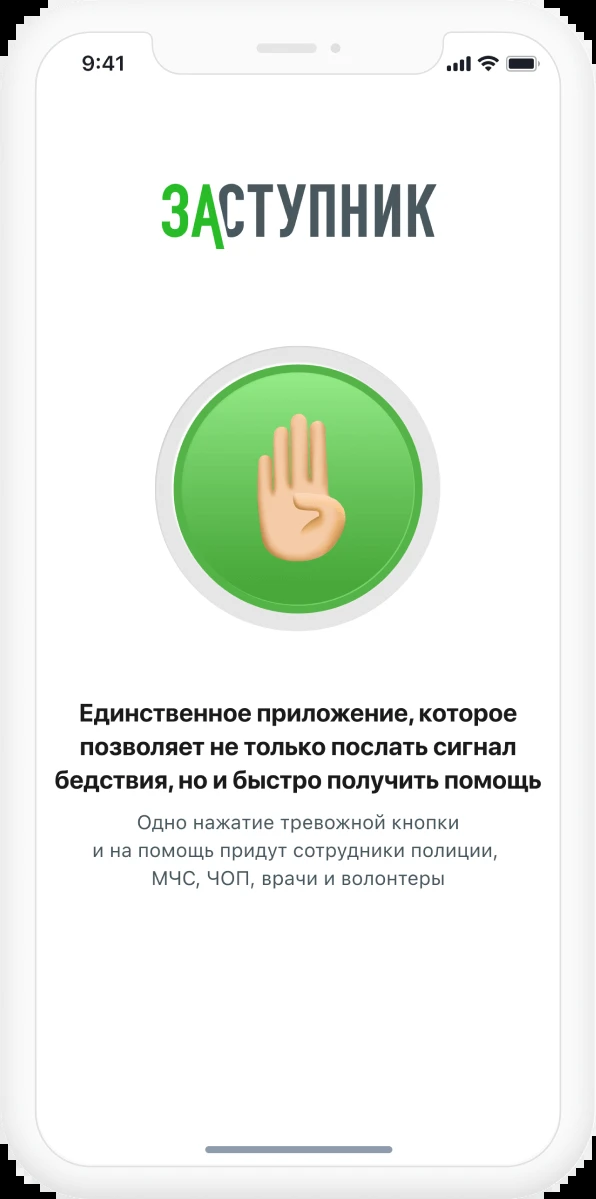 9:41
ЗАСТУПНИК
Единственное приложение, которое
позволяет не только послать сигнал
бедствия, но и быстро получить помощь
Одно нажатие тревожной кнопки
и на помощь придут сотрудники полиции,
МЧС, ЧОП, врачи и волонтеры